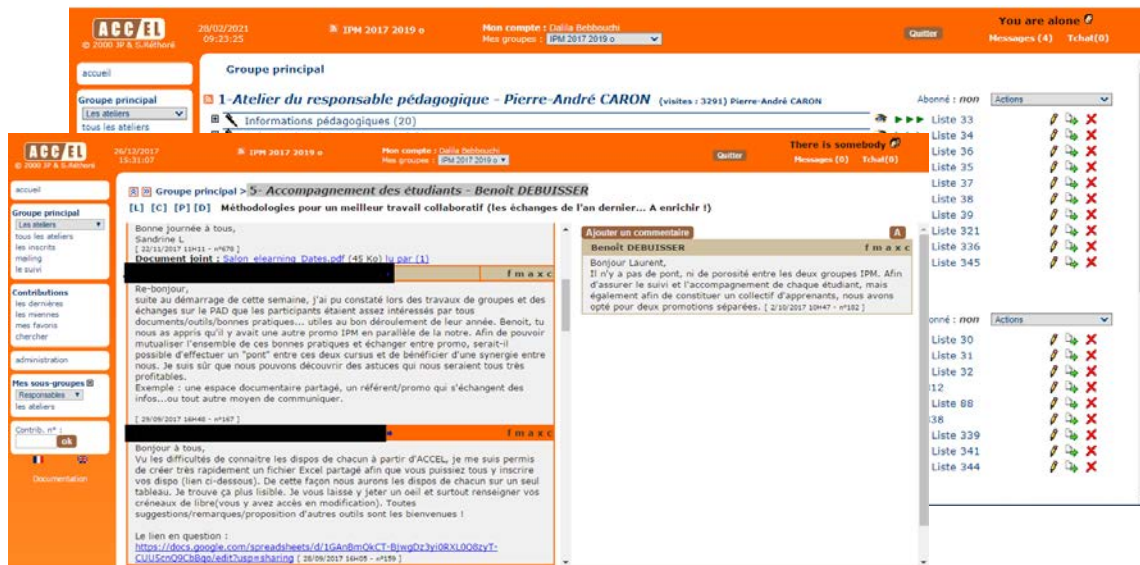 ACC/EL
© 2000 JP & S.Réthoré
28/02/2021
09:23:25
IPM 2017 2019 o
Mon compte : Dalila Bebbouchi
Mes groupes : IPM 2017 2019 o
Quitter
You are alone
Messages (4) Tchat(0)
accueil
Groupe principal
Les ateliers
tous les ateliers
Groupe principal
1-Atelier du responsable pédagogique - Pierre-André CARON (visites : 3291) Pierre-André CARON
Abonné : non Actions
Informations pédagogiques (20)
Liste 33
Liste 34
Liste 36
Liste 35
Liste 37
Liste 38
Liste 39
Liste 321
Liste 336
Liste 345
onné : non Actions
Liste 30
Liste 31
Liste 32
12
Liste 88
38
Liste 339
Liste 341
Liste 344
ACC/EL
© 2000 JP & S.Réthoré
26/12/2017
15:31:07
IPM 2017 2019 o
Mon compte : Dalila Bebbouchi
Mes groupes : IPM 2017 2019 o
Quitter
There is somebody
Messages (0) Tchat(0)
accueil
Groupe principal
Les ateliers
tous les ateliers
les inscrits
mailing
le suivi
Contributions
les dernières
les miennes
mes favoris
chercher
administration
Mes sous-groupes
Responsables
les ateliers
Contrib. n° :
ok
Documentation
Groupe principal > 5- Accompagnement des étudiants - Benoît DEBUISSER
[L] [C] [P] [D] Méthodologies pour un meilleur travail collaboratif (les échanges de l'an dernier... A enrichir !)
Bonne journée à tous,
Sandrine L
[ 22/11/2017 11H11 - n°678 ]
Document joint : Salon_elearning_Dates.pdf (45 Ko) lu par (1)
f m a x c
Re-bonjour,
suite au démarrage de cette semaine, j'ai pu constaté lors des travaux de groupes et des
échanges sur le PAD que les participants étaient assez intéressés par tous
documents/outils/bonnes pratiques... utiles au bon déroulement de leur année. Benoit, tu
nous as appris qu'il y avait une autre promo IPM en parallèle de la notre. Afin de pouvoir
mutualiser l'ensemble de ces bonnes pratiques et échanger entre promo, serait-il
possible d'effectuer un "pont" entre ces deux cursus et de bénéficier d'une synergie entre
nous. Je suis sûr que nous pouvons découvrir des astuces qui nous seraient tous très
profitables.
Exemple : une espace documentaire partagé, un référent/promo qui s'échangent des
infos...ou tout autre moyen de communiquer.
[ 29/09/2017 16H48 - n°167 ]
f m a x c
Bonjour à tous,
Vu les difficultés de connaitre les dispos de chacun à partir d'ACCEL, je me suis permis
de créer très rapidement un fichier Excel partagé afin que vous puissiez tous y inscrire
vos dispo (lien ci-dessous). De cette façon nous aurons les dispos de chacun sur un seul
tableau. Je trouve ça plus lisible. Je vous laisse y jeter un oeil et surtout renseigner vos
créneaux de libre(vous y avez accès en modification). Toutes
suggestions/remarques/proposition d'autres outils sont les bienvenues !
Le lien en question :
[ 28/09/2017 16H05 - n°159 ]
Ajouter un commentaire
A
Benoît DEBUISSER f m a x c
Bonjour Laurent,
Il n'y a pas de pont, ni de porosité entre les deux groupes IPM. Afin
d'assurer le suivi et l'accompagnement de chaque étudiant, mais
également afin de constituer un collectif d'apprenants, nous avons
opté pour deux promotions séparées. [ 2/10/2017 10H47 - n°182 ]